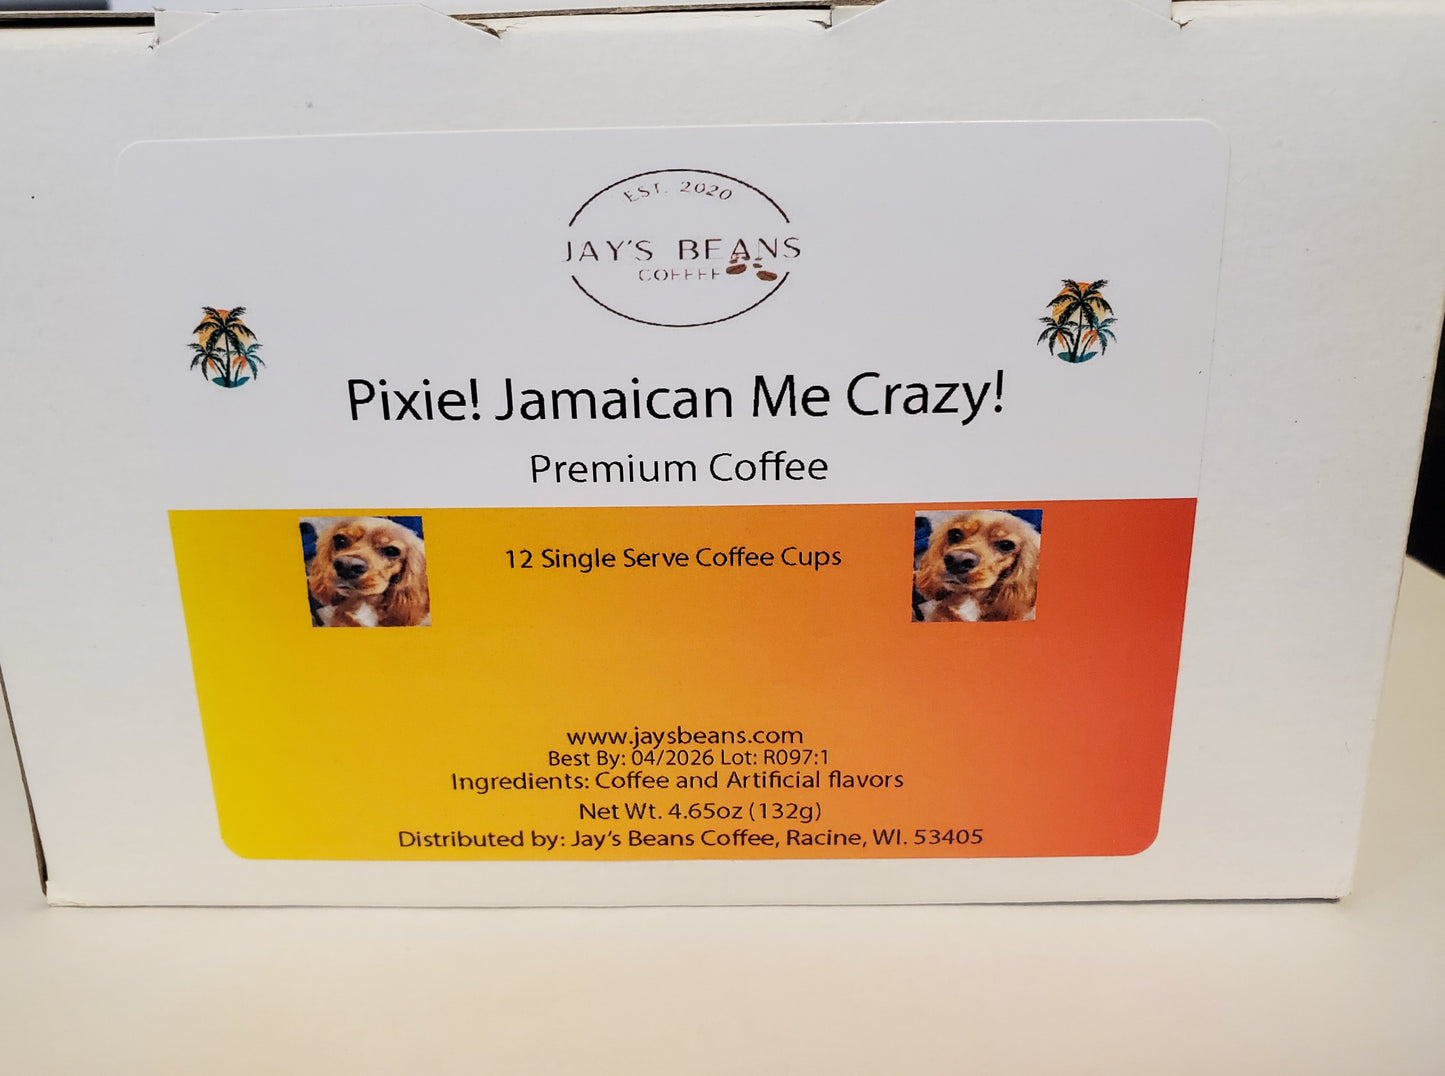 EST. 2020
JAY'S BEANS
COFFEE
Pixie! Jamaican Me Crazy!
Premium Coffee
12 Single Serve Coffee Cups
www.jaysbeans.com
Best By: 04/2026 Lot: R097:1
Ingredients: Coffee and Artificial flavors
Net Wt. 4.65oz (132g)
Distributed by: Jay's Beans Coffee, Racine, WI. 53405